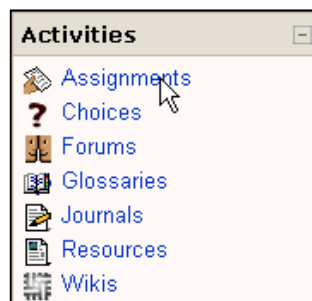 Activities
Assignments
Choices
Forums
Glossaries
Journals
Resources
Wikis